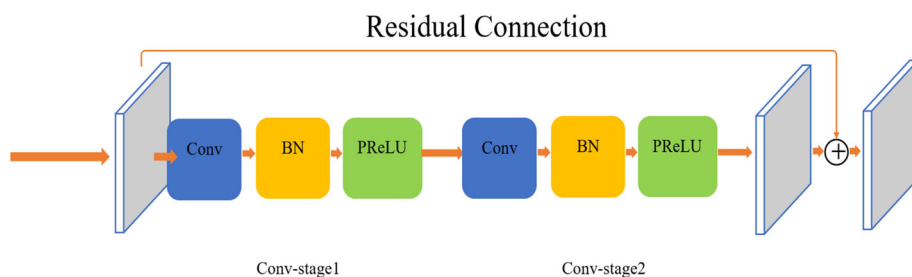 Residual Connection
Conv
BN
PReLU
Conv
BN
PReLU
Conv-stage1
Conv-stage2